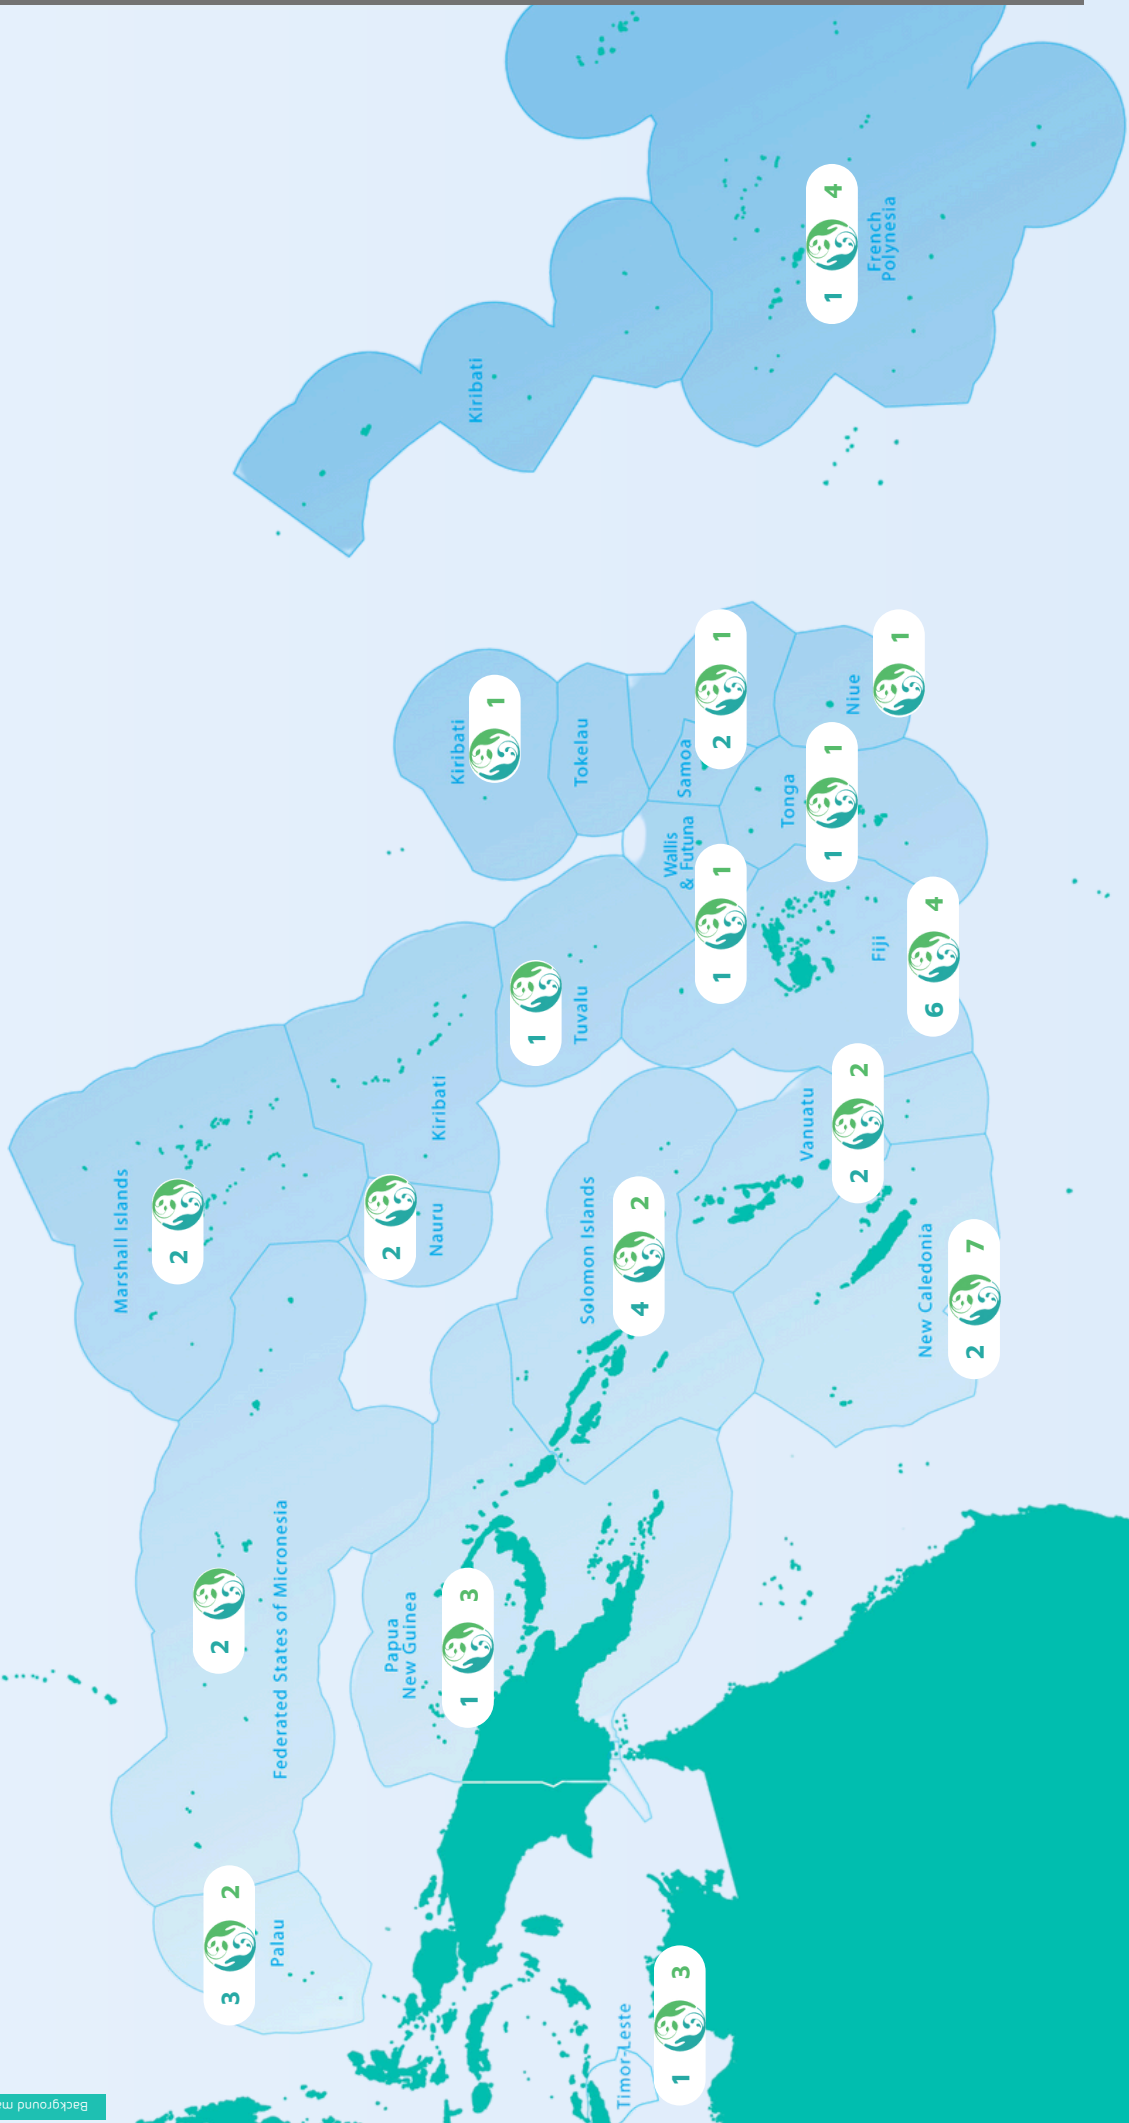 Palau
3 2
Federated States of Micronesia
2
Marshall Islands
2
Nauru
2
Kiribati
Kiribati
1
Kiribati
Timor-Leste
1 3
Papua
New Guinea
1 3
Solomon Islands
4 2
Tuvalu
1
Tokelau
Wallis
& Futuna
1 1
Samoa
2 1
Vanuatu
2 2
New Caledonia
2 7
Fiji
6 4
Tonga
1 1
Niue
1
French
Polynesia
1 4
Background ma